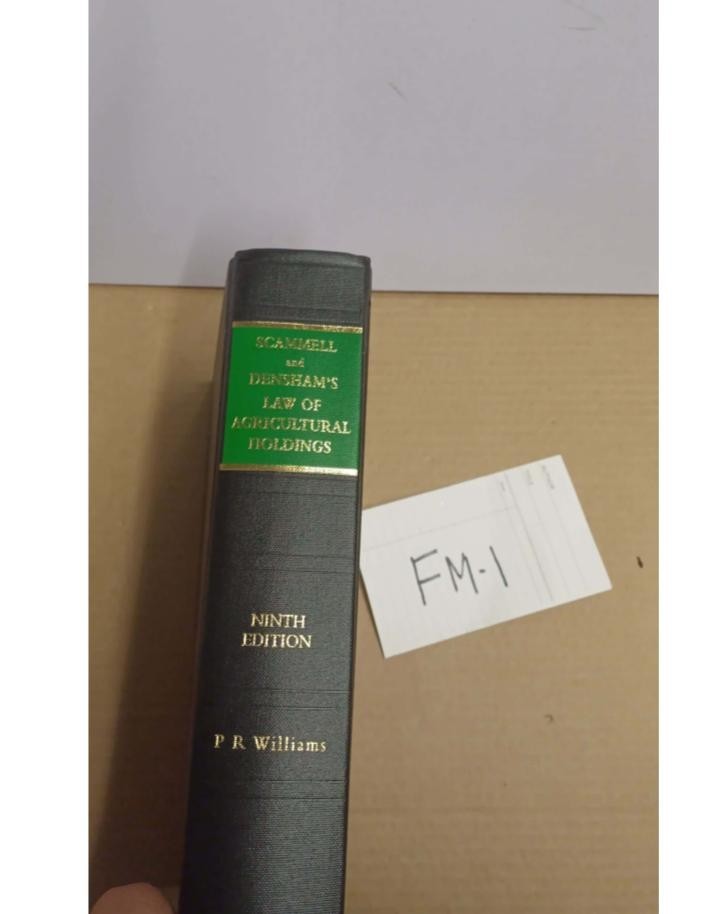 SCAMMELL
and
DENSHAM'S
LAW OF
AGRICULTURAL
HOLDINGS
NINTH
EDITION
P R Williams
FM-1